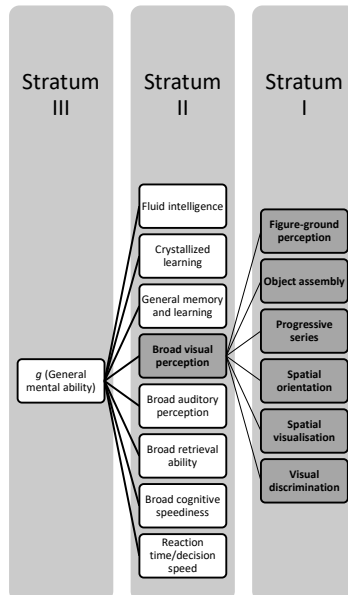 Stratum
III
Stratum
II
Stratum
I
g (General
mental ability)
Fluid intelligence
Crystallized
learning
General memory
and learning
Broad visual
perception
Broad auditory
perception
Broad retrieval
ability
Broad cognitive
speediness
Reaction
time/decision
speed
Figure-ground
perception
Object assembly
Progressive
series
Spatial
orientation
Spatial
visualisation
Visual
discrimination